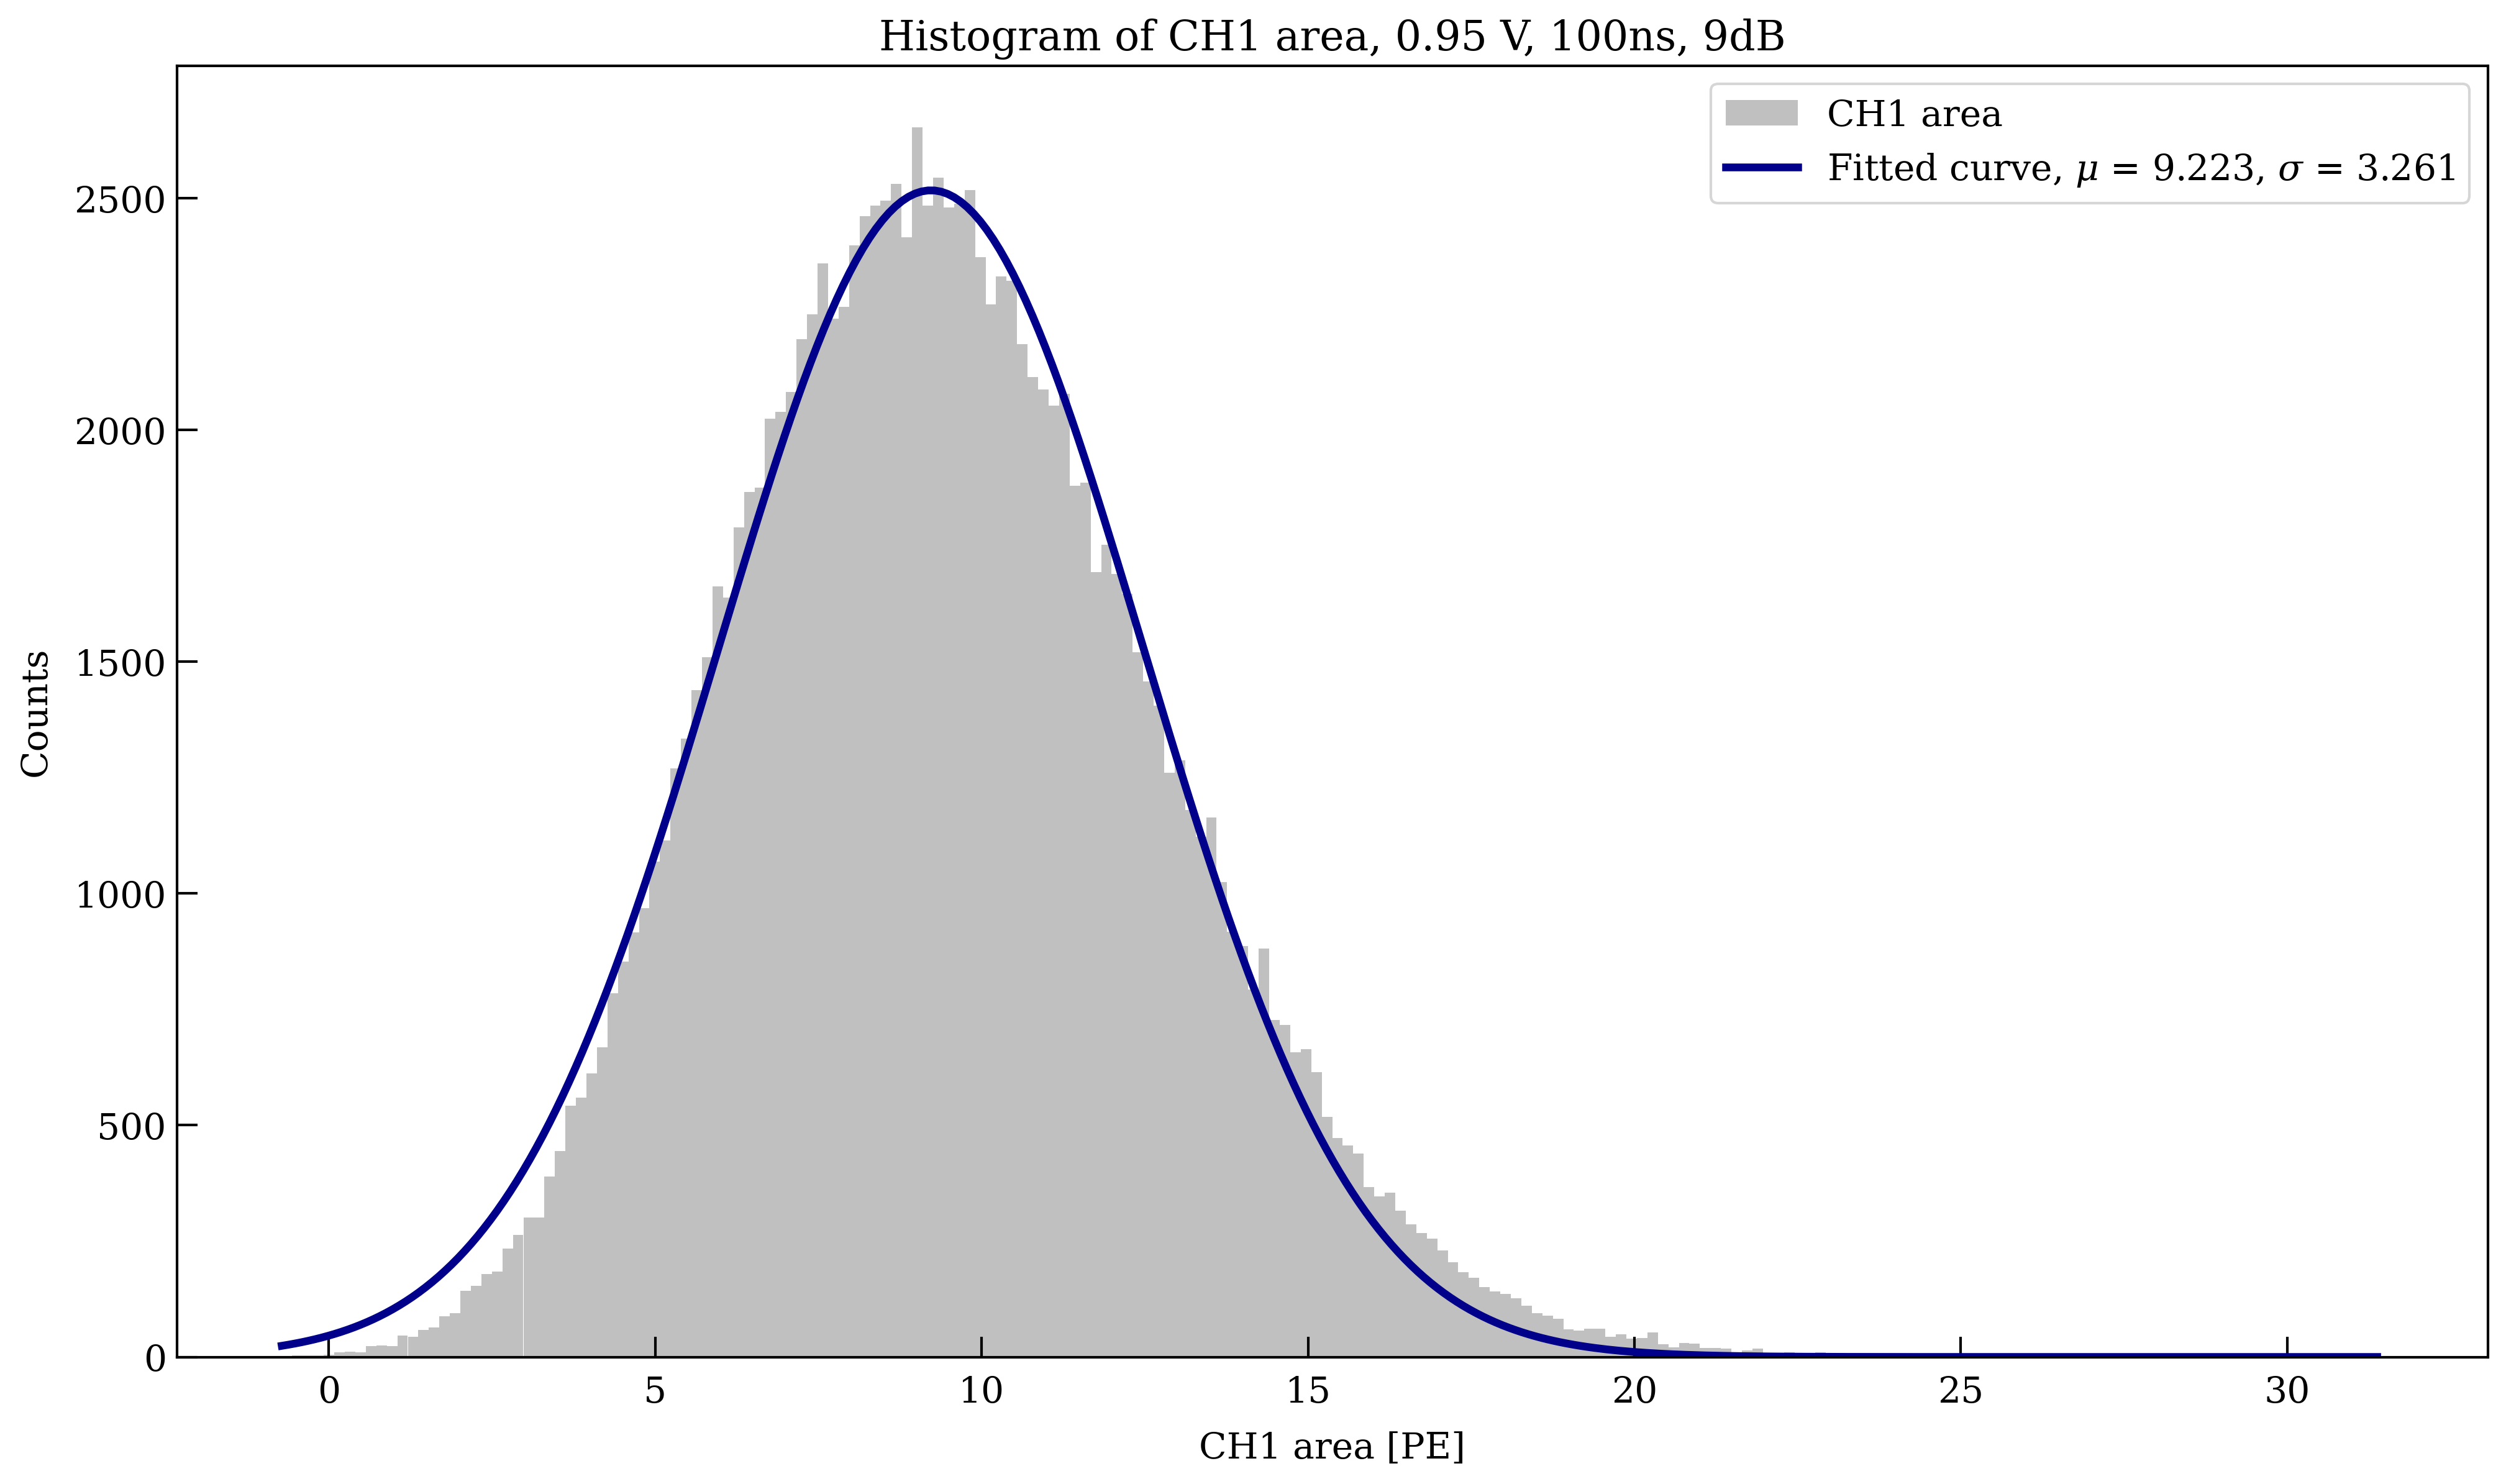 Histogram of CH1 area, 0.95 V, 100ns, 9dB
CH1 area
Fitted curve, μ = 9.223, σ = 3.261
2500
2000
1500
1000
500
0
Counts
0 5 10 15 20 25 30
CH1 area [PE]